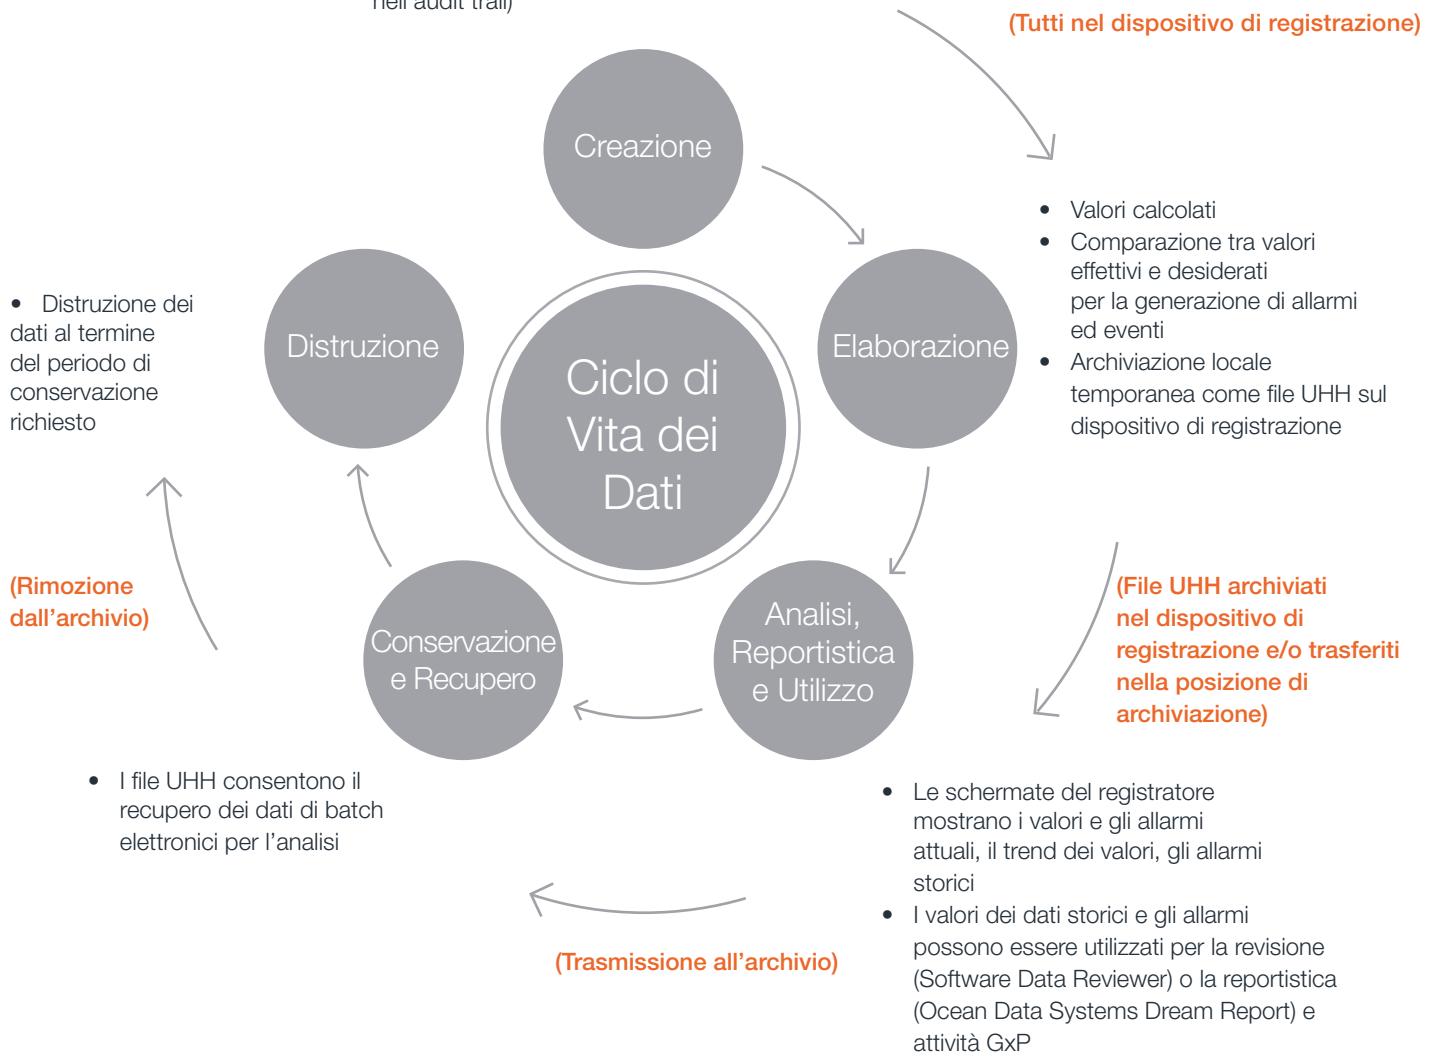 nell'audit trail)
(Tutti nel dispositivo di registrazione)
Creazione
• Valori calcolati
• Comparazione tra valori
effettivi e desiderati
per la generazione di allarmi
ed eventi
• Archiviazione locale
temporanea come file UHH sul
dispositivo di registrazione
Elaborazione
Distruzione
• Distruzione dei
dati al termine
del periodo di
conservazione
richiesto
Ciclo di
Vita dei
Dati
(Rimozione
dall'archivio)
(File UHH archiviati
nel dispositivo di
registrazione e/o trasferiti
nella posizione di
archiviazione)
Analisi,
Reportistica
e Utilizzo
Conservazione
e Recupero
• I file UHH consentono il
recupero dei dati di batch
elettronici per l'analisi
• Le schermate del registratore
mostrano i valori e gli allarmi
attuali, il trend dei valori, gli allarmi
storici
• I valori dei dati storici e gli allarmi
possono essere utilizzati per la revisione
(Software Data Reviewer) o la reportistica
(Ocean Data Systems Dream Report) e
attività GxP
(Trasmissione all'archivio)